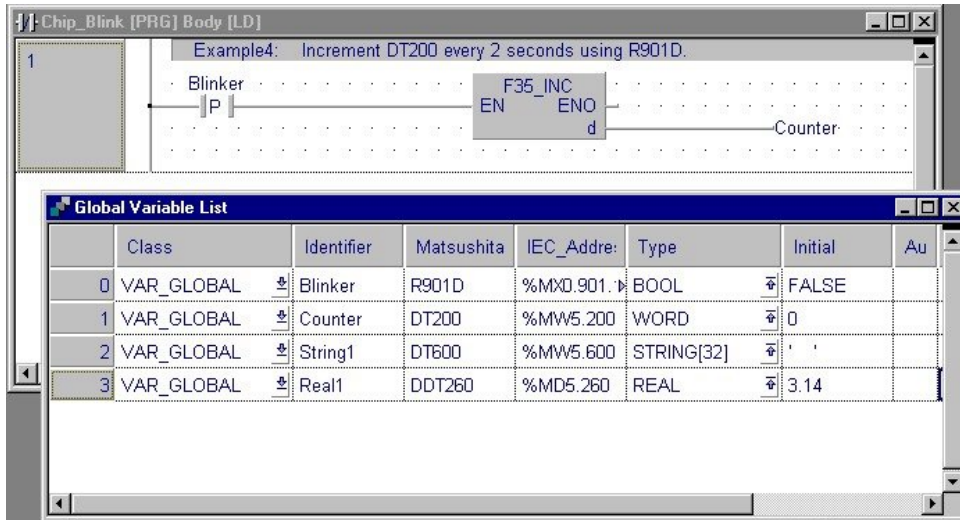 Chip_Blink [PRG] Body [LD]
1
Example4: Increment DT200 every 2 seconds using R901D.
Blinker
P
F35_INC
EN ENO
d Counter
Global Variable List
Class Identifier Matsushita IEC_Addre: Type Initial Au
0 VAR_GLOBAL Blinker R901D %MX0.901. BOOL FALSE
1 VAR_GLOBAL Counter DT200 %MW5.200 WORD 0
2 VAR_GLOBAL String1 DT600 %MW5.600 STRING[32] ' '
3 VAR_GLOBAL Real1 DDT260 %MD5.260 REAL 3.14